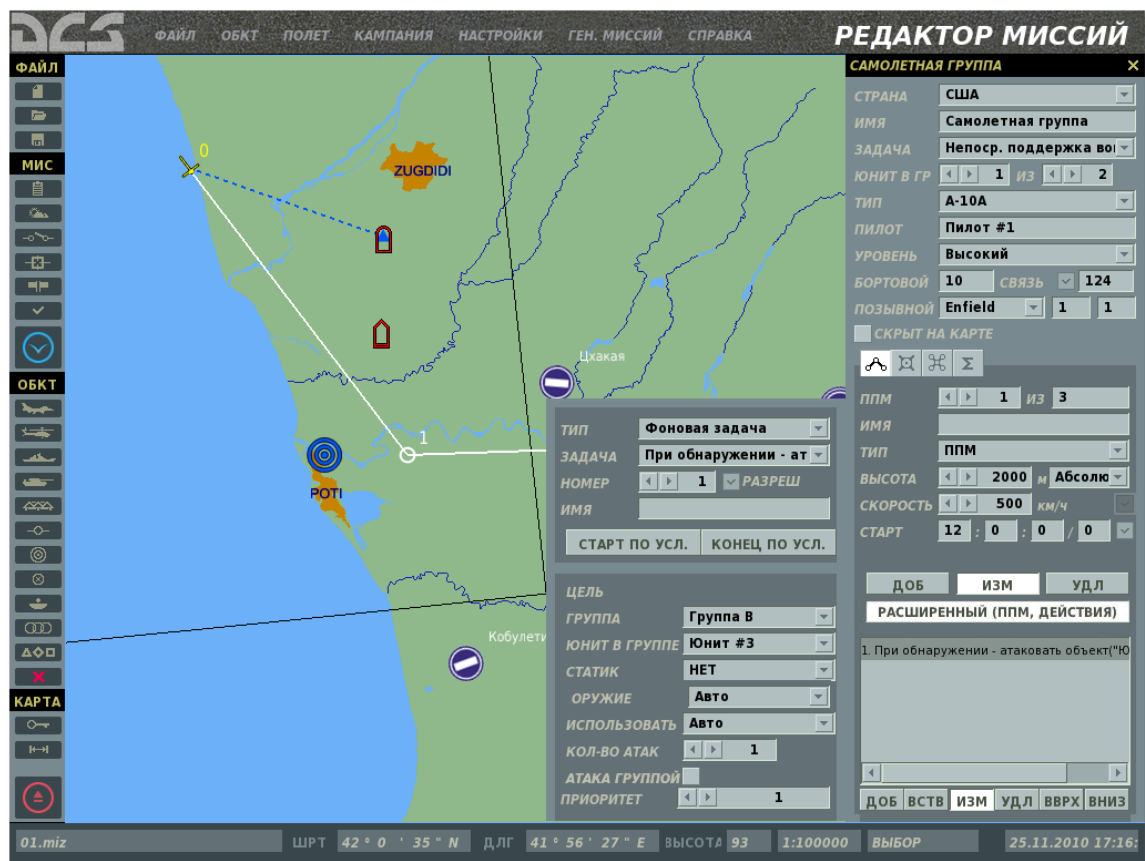 DCS
ФАЙЛ ОБКТ ПОЛЕТ КАМПАНИЯ НАСТРОЙКИ ГЕН. МИССИЙ СПРАВКА РЕДАКТОР МИССИЙ
ФАЙЛ
МИС
ОБКТ
КАРТА
0
ZUGDIDI
Цхакая
1
POTI
Кобулети
ТИП Фоновая задача
ЗАДАЧА При обнаружении - ат
НОМЕР 1 РАЗРЕШ
ИМЯ
СТАРТ ПО УСЛ. КОНЕЦ ПО УСЛ.
ЦЕЛЬ
ГРУППА Группа B
ЮНИТ В ГРУППЕ Юнит #3
СТАТИК НЕТ
ОРУЖИЕ Авто
ИСПОЛЬЗОВАТЬ Авто
КОЛ-ВО АТАК 1
АТАКА ГРУППОЙ
ПРИОРИТЕТ 1
САМОЛЕТНАЯ ГРУППА
СТРАНА США
ИМЯ Самолетная группа
ЗАДАЧА Непоср. поддержка во
ЮНИТ В ГР 1 ИЗ 2
ТИП A-10A
ПИЛОТ Пилот #1
УРОВЕНЬ Высокий
БОРТОВОЙ 10 СВЯЗЬ 124
ПОЗЫВНОЙ Enfield 1 1
СКРЫТ НА КАРТЕ
Σ
ППМ 1 ИЗ 3
ИМЯ
ТИП ППМ
ВЫСОТА 2000 м Абсолю
СКОРОСТЬ 500 км/ч
СТАРТ 12 : 0 : 0 / 0
ДОБ ИЗМ УДЛ
РАСШИРЕННЫЙ (ППМ, ДЕЙСТВИЯ)
1. При обнаружении - атаковать объект("Ю
ДОБ ВСТВ ИЗМ УДЛ ВВРХ ВНИЗ
01.miz ШРТ 42 ° 0 ' 35 " N ДЛГ 41 ° 56 ' 27 " E ВЫСОТА 93 1:100000 ВЫБОР 25.11.2010 17:16: